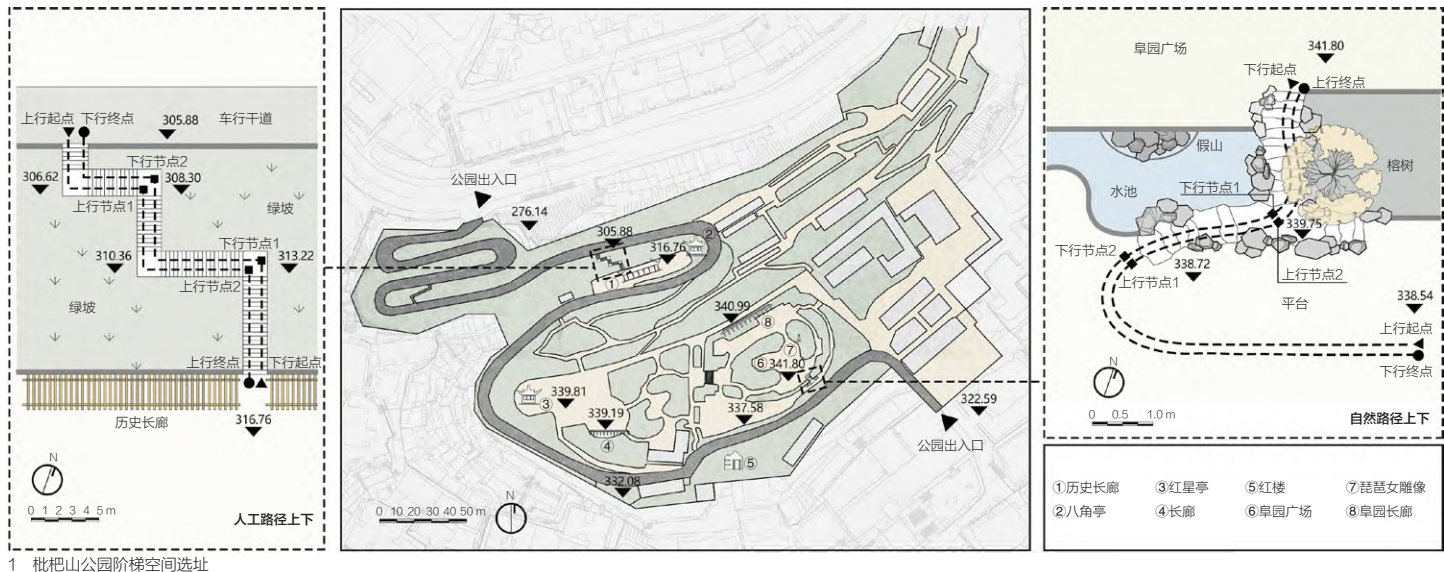 上行起点 下行终点 305.88 车行干道
下行节点2
306.62 308.30
上行节点1
绿坡
下行节点1
310.36 313.22
上行节点2
绿坡
上行终点 下行起点
历史长廊 316.76
N
0 1 2 3 4 5 m
人工路径上下
公园出入口
276.14
305.88 ②
316.76
①
340.99
⑧
⑦
⑥ 341.80
339.81
③
339.19
④
337.58
322.59
公园出入口
⑤
332.08
N
0 10 20 30 40 50 m
阜园广场 341.80
下行起点 上行终点
假山
榕树
水池 下行节点1
339.75
下行节点2
338.72
上行节点1 上行节点2
平台
338.54
上行起点
下行终点
N
0 0.5 1.0 m
自然路径上下
①历史长廊 ③红星亭 ⑤红楼 ⑦琵琶女雕像
②八角亭 ④长廊 ⑥阜园广场 ⑧阜园长廊
1 枇杷山公园阶梯空间选址